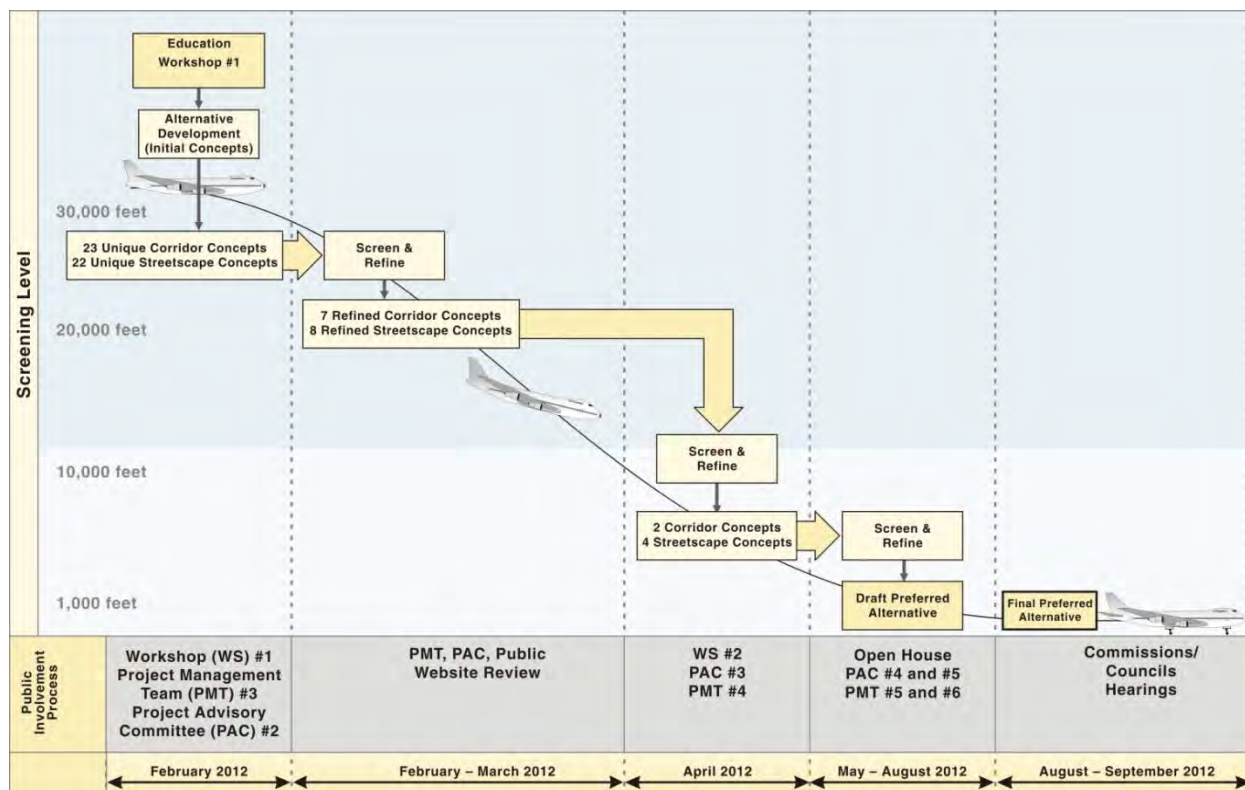 Screening Level
Education
Workshop #1
Alternative
Development
(Initial Concepts)
30,000 feet
23 Unique Corridor Concepts
22 Unique Streetscape Concepts
Screen &
Refine
20,000 feet
7 Refined Corridor Concepts
8 Refined Streetscape Concepts
10,000 feet
Screen &
Refine
2 Corridor Concepts
4 Streetscape Concepts
Screen &
Refine
1,000 feet
Draft Preferred
Alternative
Final Preferred
Alternative
Public
Involvement
Process
Workshop (WS) #1
Project Management
Team (PMT) #3
Project Advisory
Committee (PAC) #2
PMT, PAC, Public
Website Review
WS #2
PAC #3
PMT #4
Open House
PAC #4 and #5
PMT #5 and #6
Commissions/
Councils
Hearings
February 2012
February – March 2012
April 2012
May – August 2012
August – September 2012